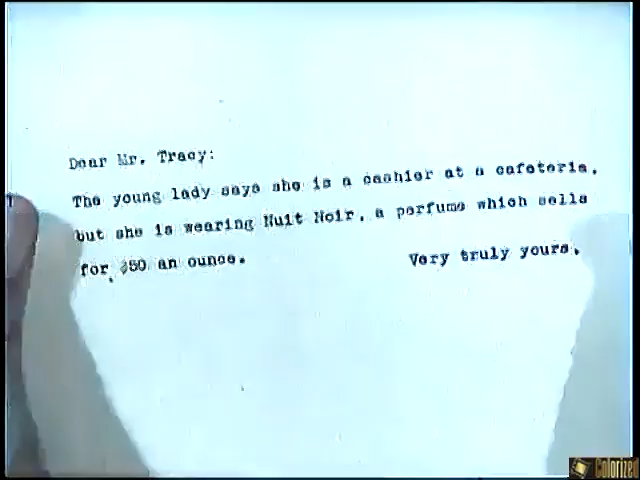 Dear Mr. Tracy:
The young lady says she is a cashier at a cafeteria,
but she is wearing Nuit Noir, a perfume which sells
for $50 an ounce.
Very truly yours,
Colorized